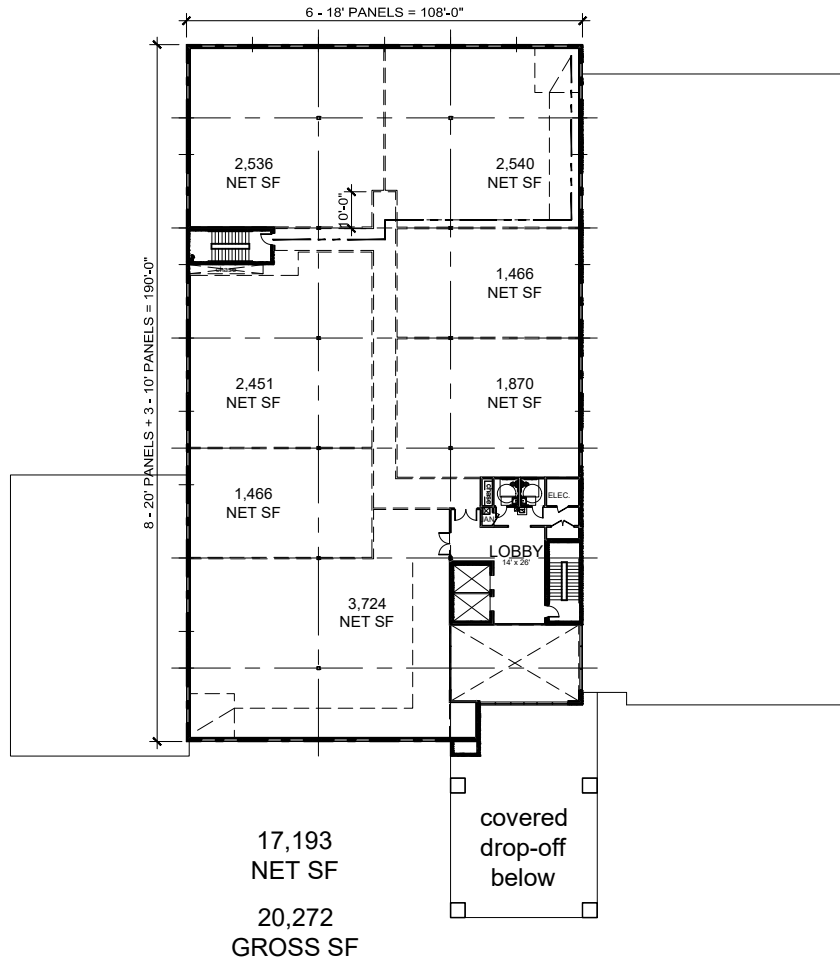 6 - 18' PANELS = 108'-0"
8 - 20' PANELS + 3 - 10' PANELS = 190'-0"
2,536
NET SF
2,540
NET SF
10'-0"
1,466
NET SF
2,451
NET SF
1,870
NET SF
1,466
NET SF
chase
ELEC.
LOBBY
14' x 26'
3,724
NET SF
covered
drop-off
below
17,193
NET SF
20,272
GROSS SF